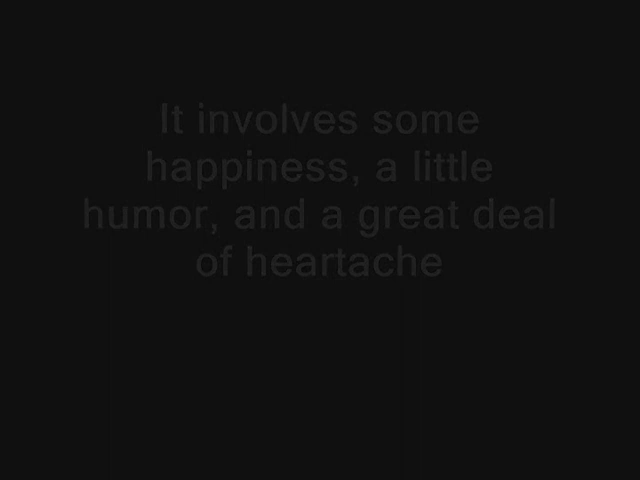 It involves some
happiness, a little
humor, and a great deal
of heartache